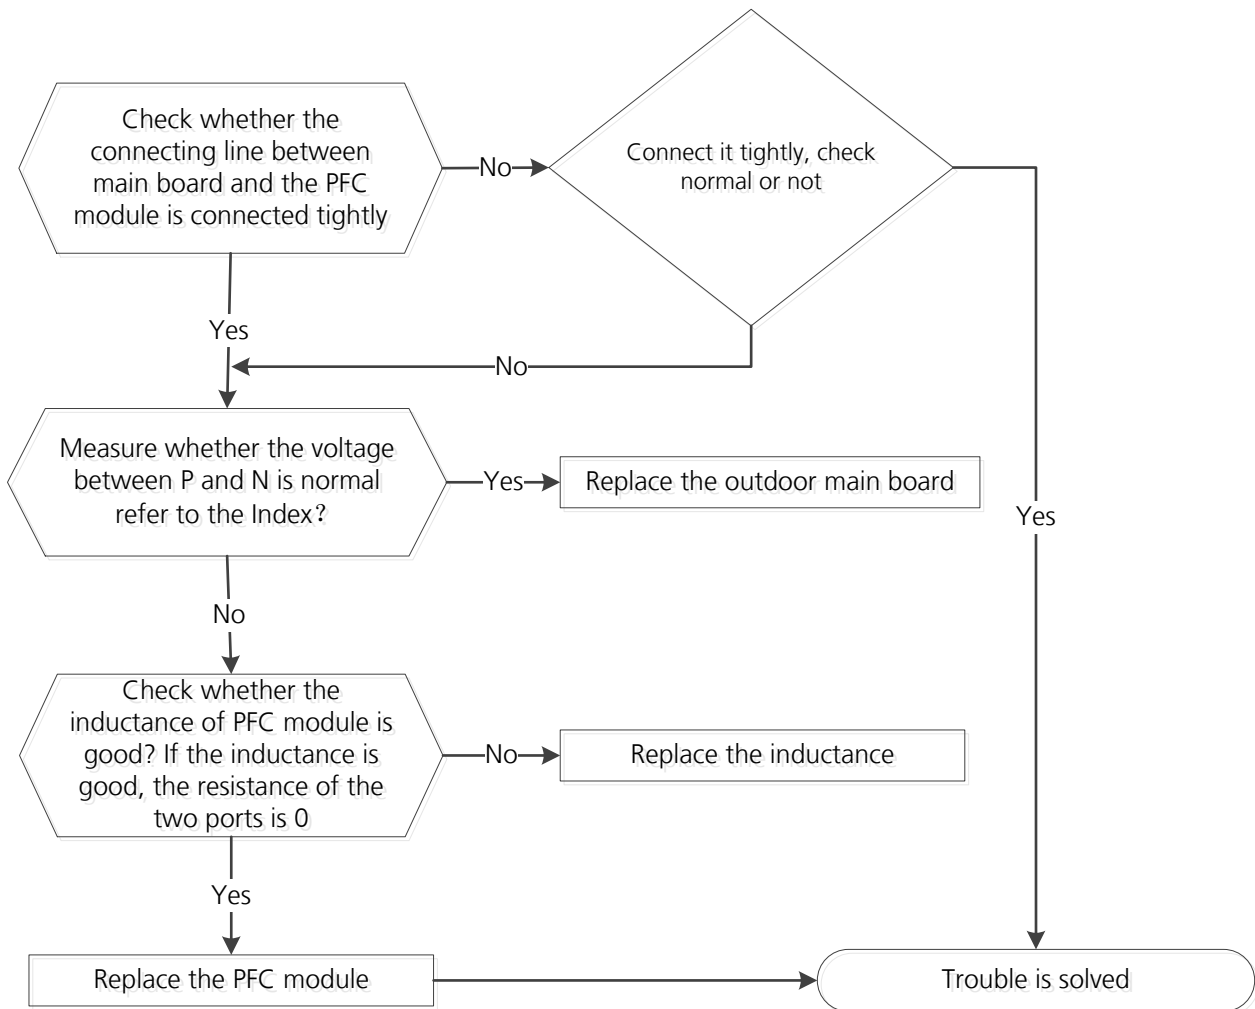 Check whether the
connecting line between
main board and the PFC
module is connected tightly
No
Connect it tightly, check
normal or not
Yes
No
Measure whether the voltage
between P and N is normal
refer to the Index？
Yes
Replace the outdoor main board
Yes
No
Check whether the
inductance of PFC module is
good? If the inductance is
good, the resistance of the
two ports is 0
No
Replace the inductance
Yes
Replace the PFC module
Trouble is solved